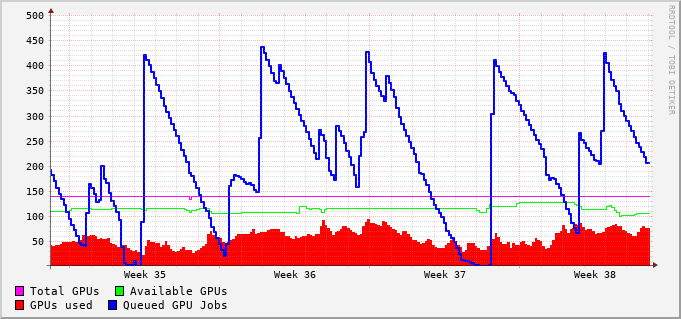 500
450
400
350
300
250
200
150
100
50
RRDTOOL / TOBI OETIKER
Week 35 Week 36 Week 37 Week 38
Total GPUs Available GPUs
GPUs used Queued GPU Jobs